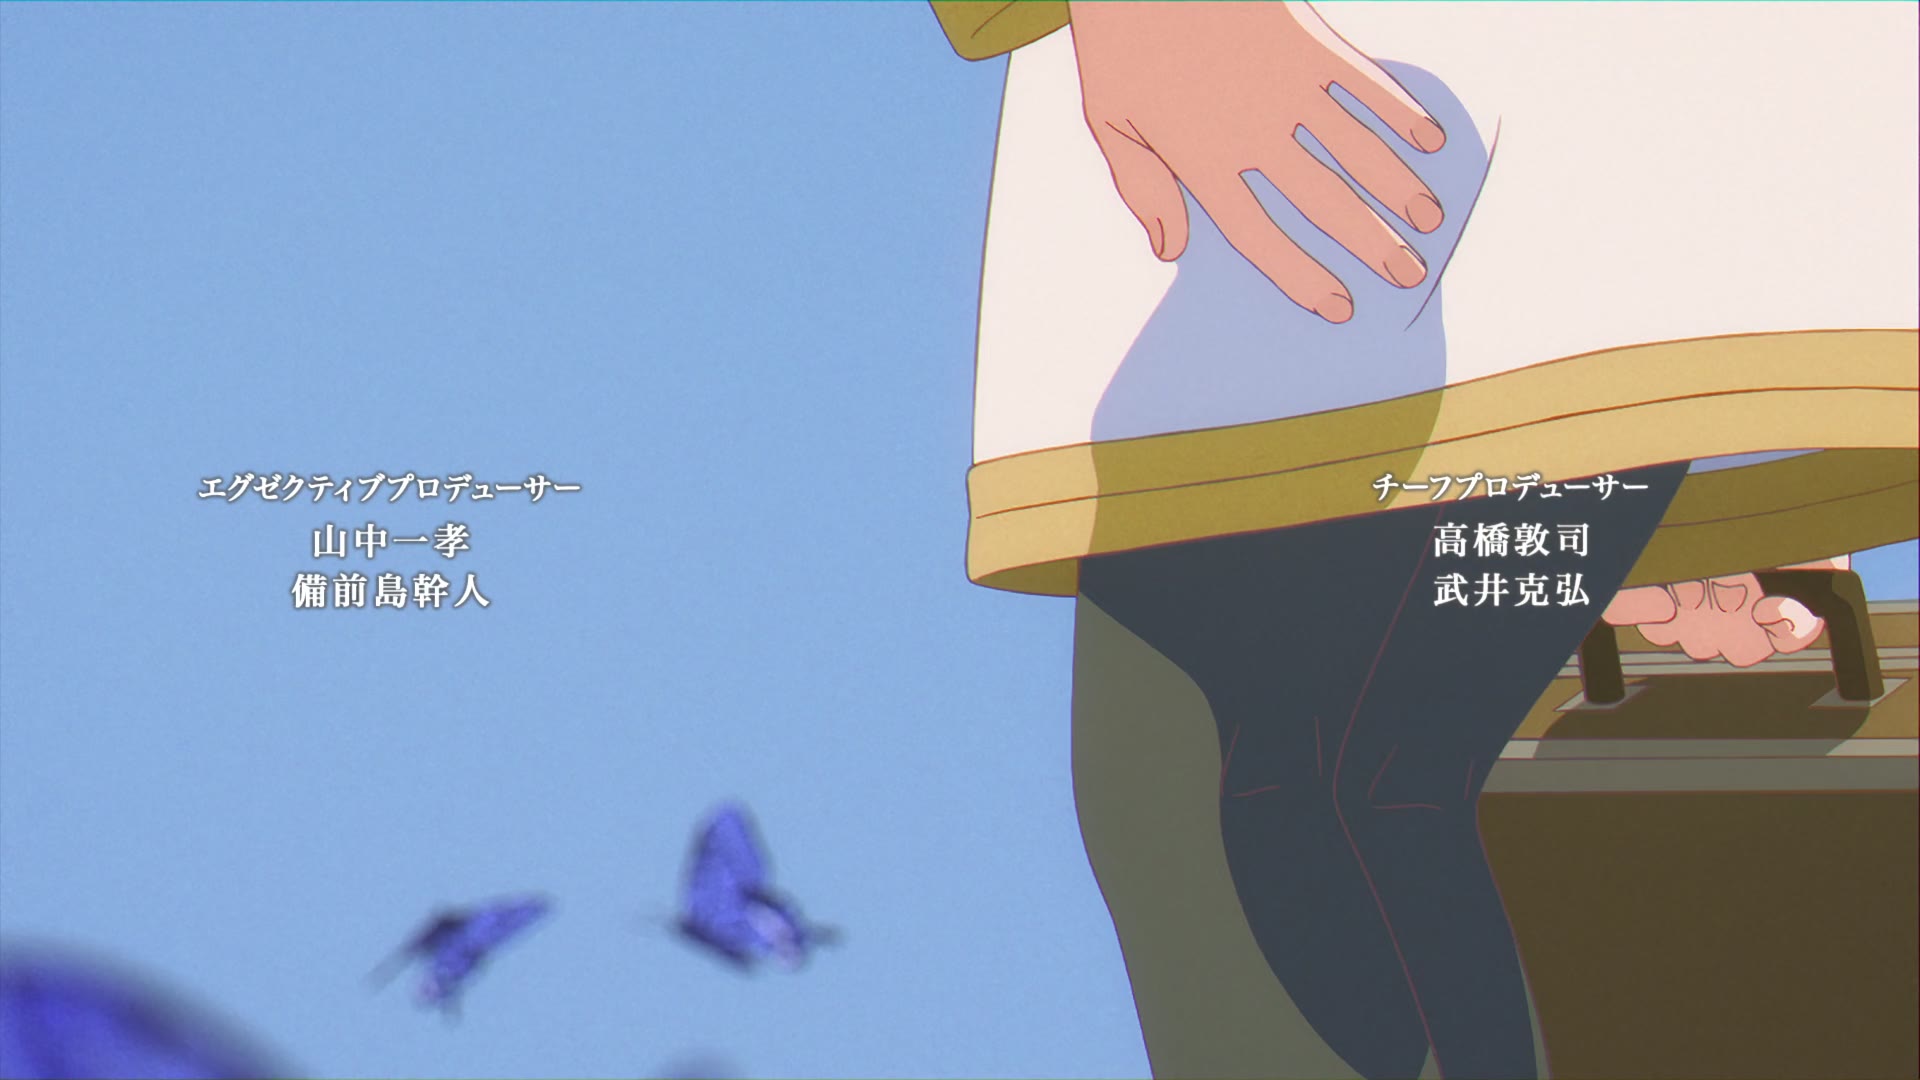 エグゼクティブプロデューサー
山中一孝
備前島幹人
チーフプロデューサー
高橋敦司
武井克弘